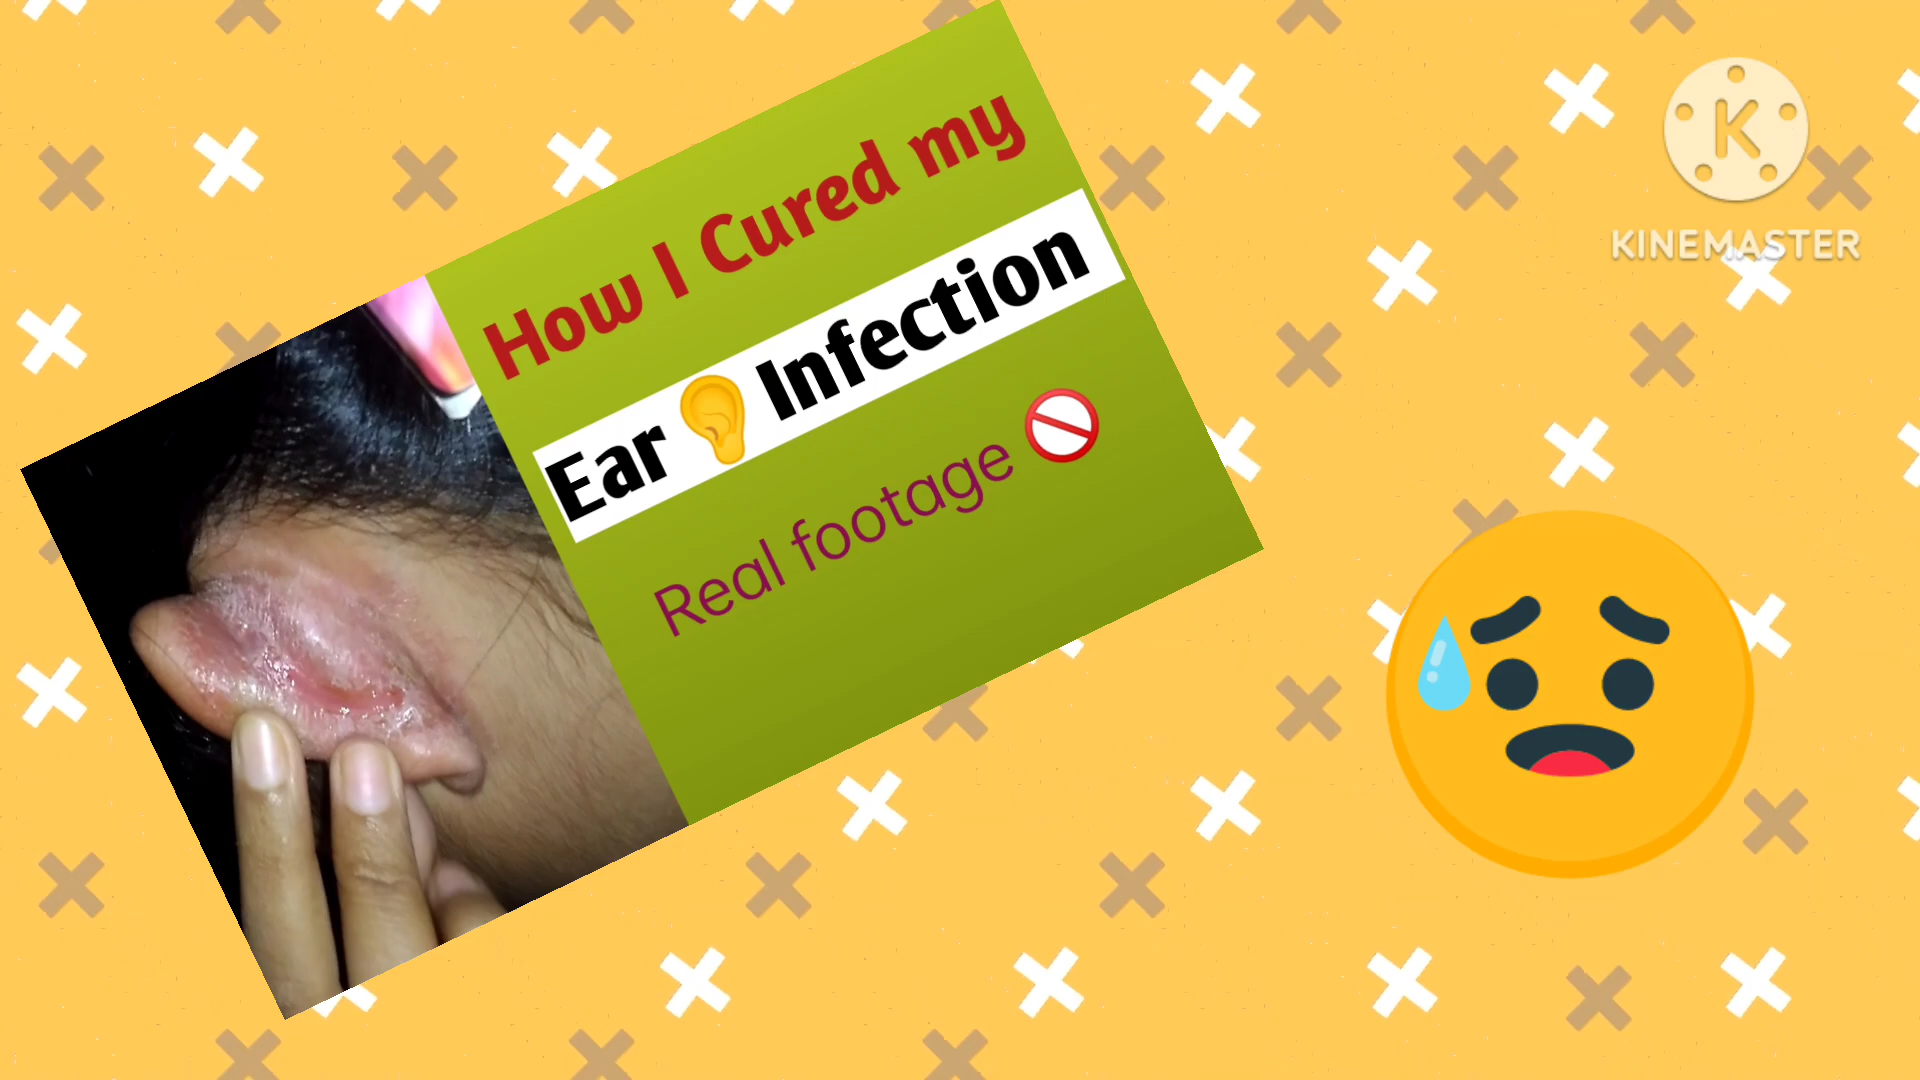 How I Cured my
Ear👂Infection
Real footage 🚫
K
KINEMASTER